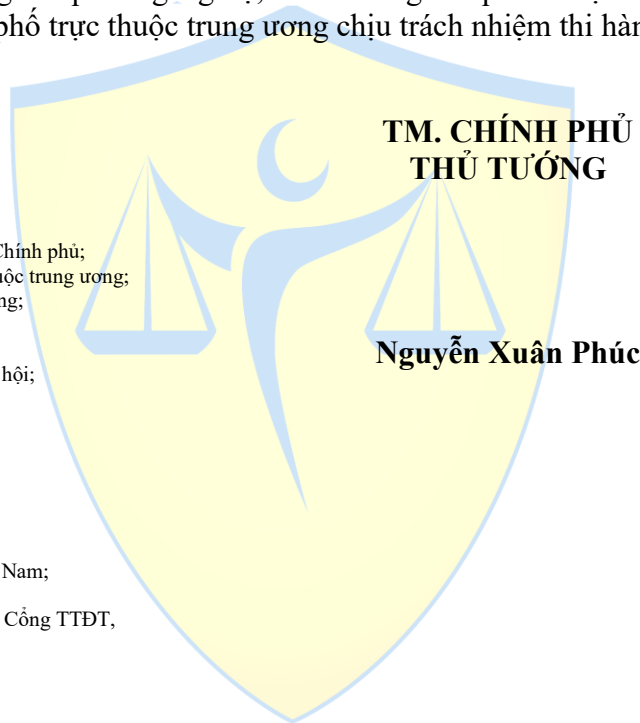 phố trực thuộc trung ương chịu trách nhiệm thi hàn
TM. CHÍNH PHỦ
THỦ TƯỚNG
Chính phủ;
uộc trung ương;
ng;
Nguyễn Xuân Phúc
hội;
Nam;
Cổng TTĐT,